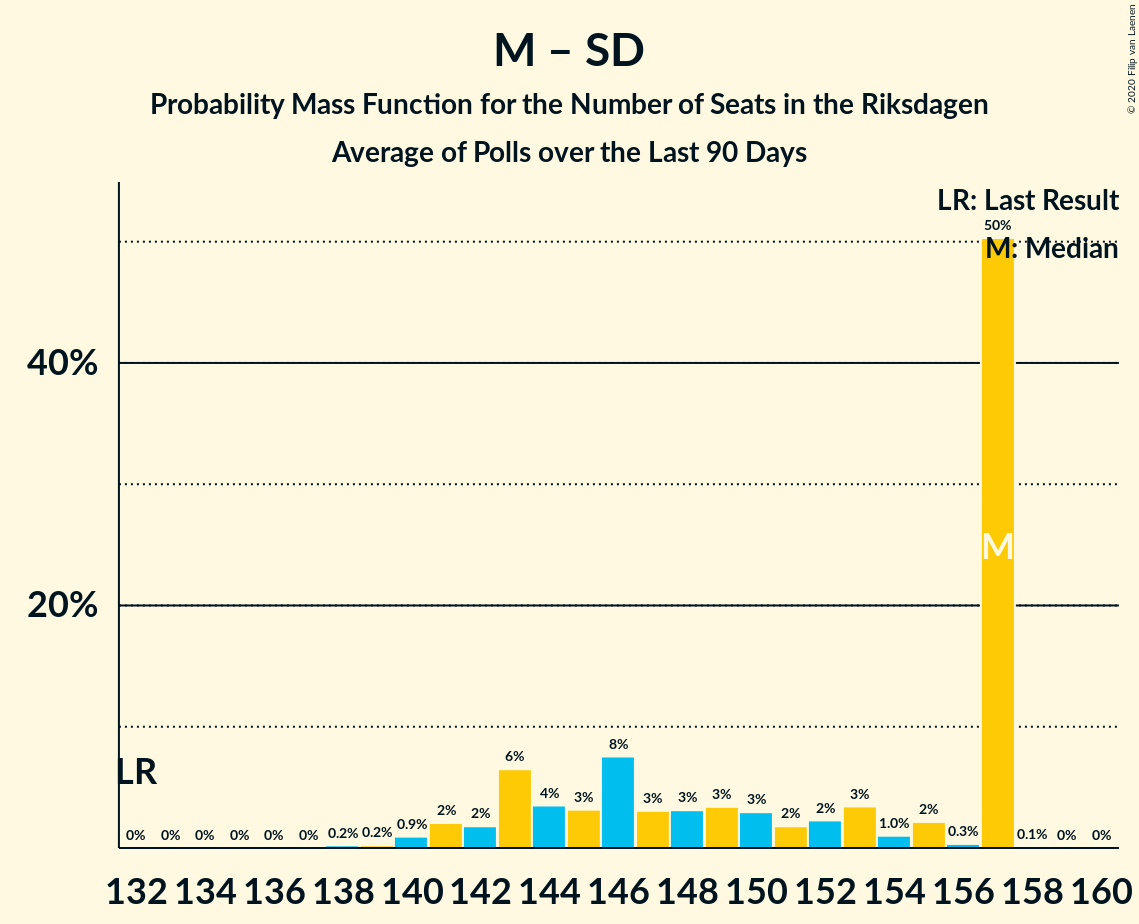 M – SD
Probability Mass Function for the Number of Seats in the Riksdagen
Average of Polls over the Last 90 Days
© 2020 Filip van Laenen
LR: Last Result
M: Median
50%
40%
20%
M
LR
0% 0% 0% 0% 0% 0% 0.2% 0.2% 0.9% 2% 2% 6% 4% 3% 8% 3% 3% 3% 3% 2% 2% 3% 1.0% 2% 0.3% 0.1% 0% 0%
132 134 136 138 140 142 144 146 148 150 152 154 156 158 160